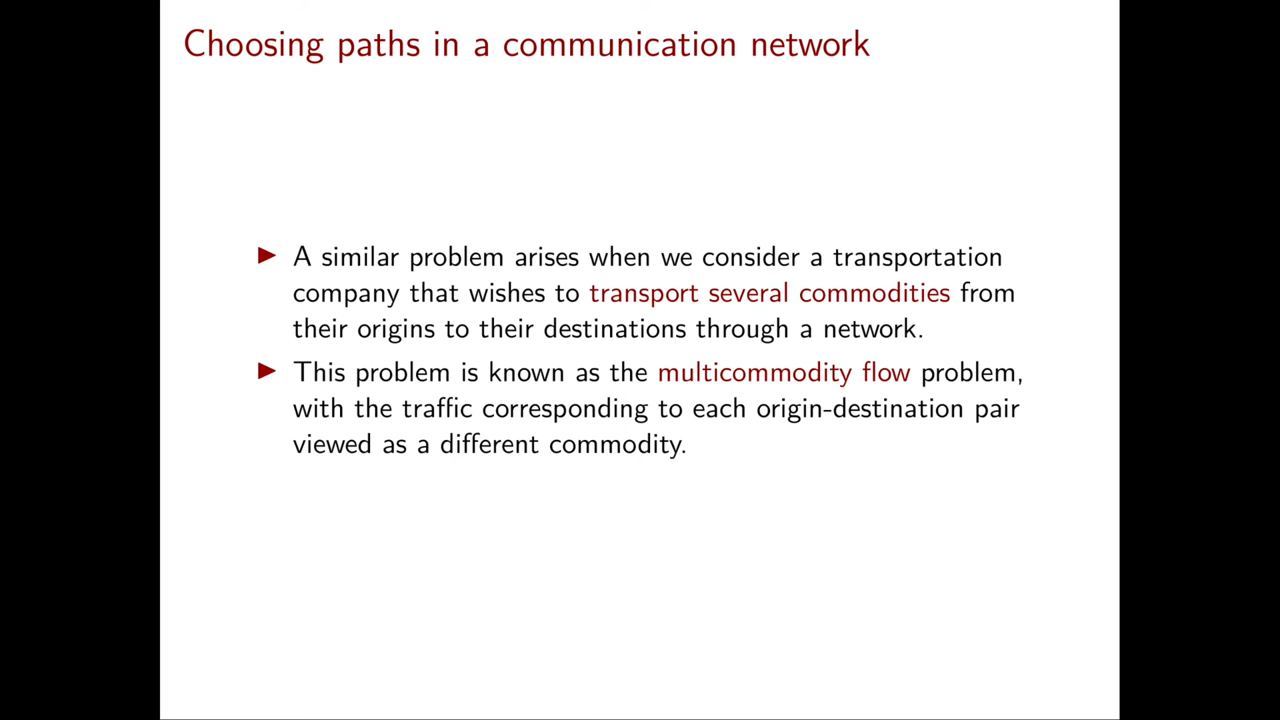 Choosing paths in a communication network
▶ A similar problem arises when we consider a transportation
company that wishes to transport several commodities from
their origins to their destinations through a network.
▶ This problem is known as the multicommodity flow problem,
with the traffic corresponding to each origin-destination pair
viewed as a different commodity.